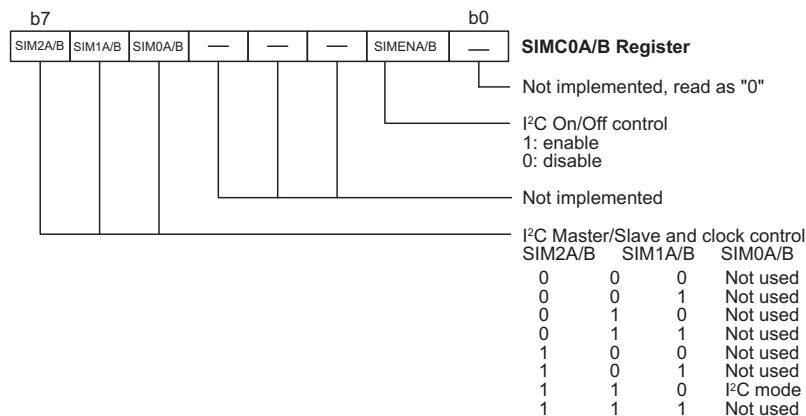 b7 b0
SIM2A/B SIM1A/B SIM0A/B — — — SIMENA/B — SIMC0A/B Register
Not implemented, read as "0"
I²C On/Off control
1: enable
0: disable
Not implemented
I²C Master/Slave and clock control
SIM2A/B SIM1A/B SIM0A/B
0 0 0 Not used
0 0 1 Not used
0 1 0 Not used
0 1 1 Not used
1 0 0 Not used
1 0 1 Not used
1 1 0 I²C mode
1 1 1 Not used